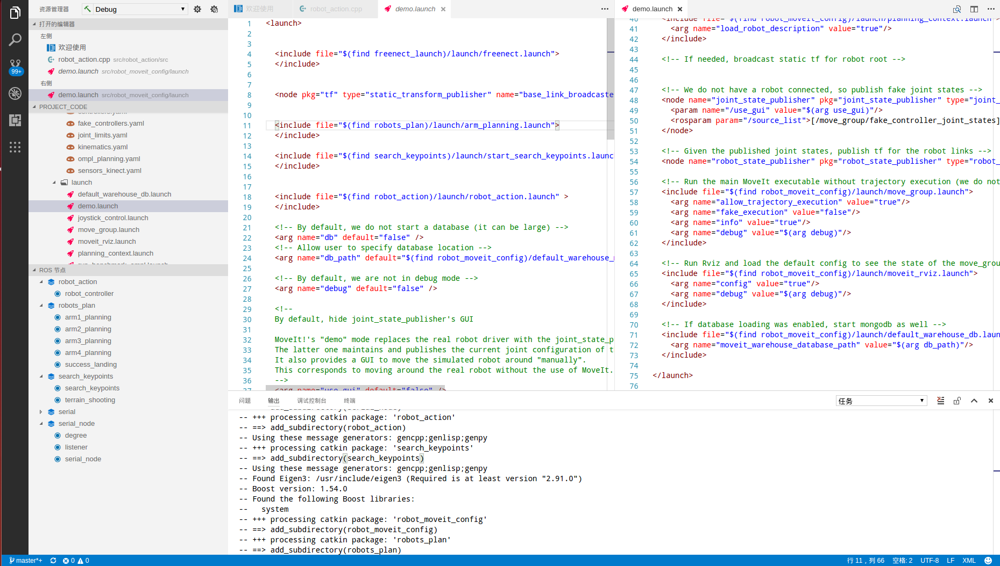 资源管理器
Debug
打开的编辑器
左侧
欢迎使用
robot_action.cpp src/robot_action/src
demo.launch src/robot_moveit_config/launch
右侧
demo.launch src/robot_moveit_config/launch
99+
PROJECT_CODE
controllers.yaml
fake_controllers.yaml
joint_limits.yaml
kinematics.yaml
ompl_planning.yaml
sensors_kinect.yaml
launch
default_warehouse_db.launch
demo.launch
joystick_control.launch
move_group.launch
moveit_rviz.launch
planning_context.launch
run_benchmark_ompl.launch
ROS 节点
robot_action
robot_controller
robots_plan
arm1_planning
arm2_planning
arm3_planning
arm4_planning
success_landing
search_keypoints
search_keypoints
terrain_shooting
serial
serial_node
degree
listener
serial_node
欢迎使用 robot_action.cpp demo.launch
1 <launch>
2
3
4 <include file="$(find freenect_launch)/launch/freenect.launch">
5 </include>
6
7
8 <node pkg="tf" type="static_transform_publisher" name="base_link_broadcaste
9
10
11 <include file="$(find robots_plan)/launch/arm_planning.launch">
12 </include>
13
14 <include file="$(find search_keypoints)/launch/start_search_keypoints.launc
15 </include>
16
17
18 <include file="$(find robot_action)/launch/robot_action.launch" >
19 </include>
20
21 <!-- By default, we do not start a database (it can be large) -->
22 <arg name="db" default="false" />
23 <!-- Allow user to specify database location -->
24 <arg name="db_path" default="$(find robot_moveit_config)/default_warehouse_
25
26 <!-- By default, we are not in debug mode -->
27 <arg name="debug" default="false" />
28
29 <!--
30 By default, hide joint_state_publisher's GUI
31
32 MoveIt!'s "demo" mode replaces the real robot driver with the joint_state_p
33 The latter one maintains and publishes the current joint configuration of t
34 It also provides a GUI to move the simulated robot around "manually".
35 This corresponds to moving around the real robot without the use of MoveIt.
36 -->
37 <arg name="use_gui" default="false" />
demo.launch
40 <include file="$(find robot_moveit_config)/launch/planning_context.launch">
41 <arg name="load_robot_description" value="true"/>
42 </include>
43
44 <!-- If needed, broadcast static tf for robot root -->
45
46
47 <!-- We do not have a robot connected, so publish fake joint states -->
48 <node name="joint_state_publisher" pkg="joint_state_publisher" type="joint_
49 <param name="/use_gui" value="$(arg use_gui)"/>
50 <rosparam param="/source_list">[/move_group/fake_controller_joint_states]
51 </node>
52
53 <!-- Given the published joint states, publish tf for the robot links -->
54 <node name="robot_state_publisher" pkg="robot_state_publisher" type="robot_
55
56 <!-- Run the main MoveIt executable without trajectory execution (we do not
57 <include file="$(find robot_moveit_config)/launch/move_group.launch">
58 <arg name="allow_trajectory_execution" value="true"/>
59 <arg name="fake_execution" value="false"/>
60 <arg name="info" value="true"/>
61 <arg name="debug" value="$(arg debug)"/>
62 </include>
63
64 <!-- Run Rviz and load the default config to see the state of the move_grou
65 <include file="$(find robot_moveit_config)/launch/moveit_rviz.launch">
66 <arg name="config" value="true"/>
67 <arg name="debug" value="$(arg debug)"/>
68 </include>
69
70 <!-- If database loading was enabled, start mongodb as well -->
71 <include file="$(find robot_moveit_config)/launch/default_warehouse_db.laun
72 <arg name="moveit_warehouse_database_path" value="$(arg db_path)"/>
73 </include>
74
75 </launch>
76
问题 输出 调试控制台 终端 任务
-- ==> add_subdirectory(serial_node)
-- +++ processing catkin package: 'robot_action'
-- ==> add_subdirectory(robot_action)
-- Using these message generators: gencpp;genlisp;genpy
-- +++ processing catkin package: 'search_keypoints'
-- ==> add_subdirectory(search_keypoints)
-- Using these message generators: gencpp;genlisp;genpy
-- Found Eigen3: /usr/include/eigen3 (Required is at least version "2.91.0")
-- Boost version: 1.54.0
-- Found the following Boost libraries:
--   system
-- +++ processing catkin package: 'robot_moveit_config'
-- ==> add_subdirectory(robot_moveit_config)
-- +++ processing catkin package: 'robots_plan'
-- ==> add_subdirectory(robots_plan)
master*+ 0 0 行 11，列 66 空格: 2 UTF-8 LF XML